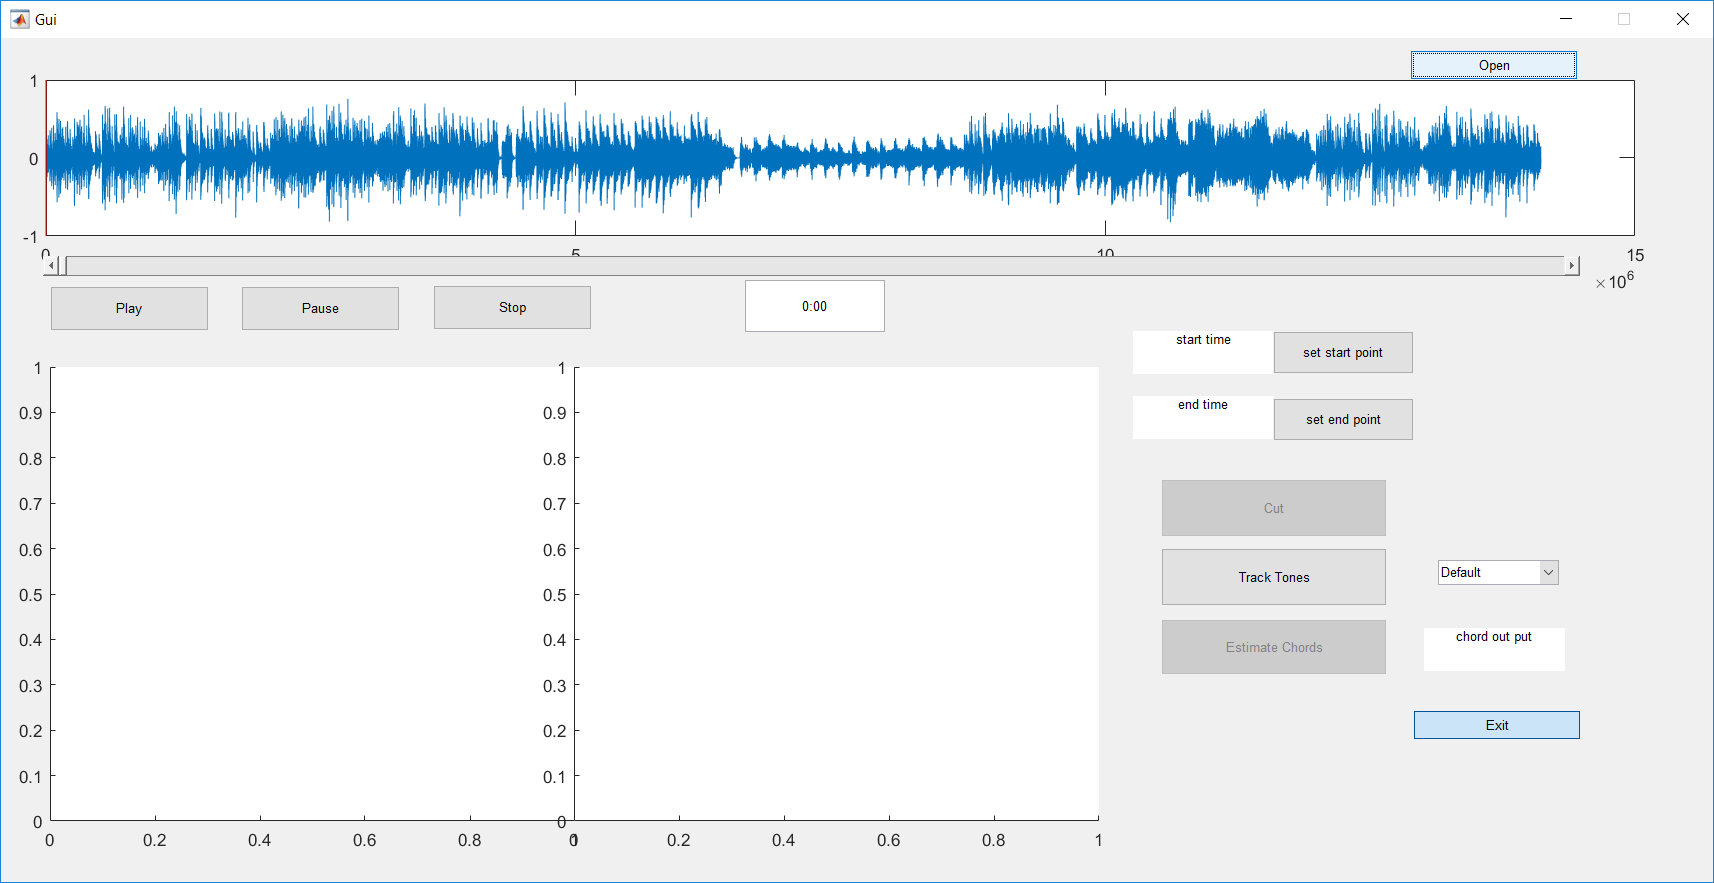 Gui
Open
1
0
-1
0 5 10 15
×10^6
Play Pause Stop 0:00
start time set start point
end time set end point
1
0.9
0.8
0.7
0.6
0.5
0.4
0.3
0.2
0.1
0
0 0.2 0.4 0.6 0.8 1
1
0.9
0.8
0.7
0.6
0.5
0.4
0.3
0.2
0.1
0
0 0.2 0.4 0.6 0.8 1
Cut
Track Tones Default
Estimate Chords chord out put
Exit